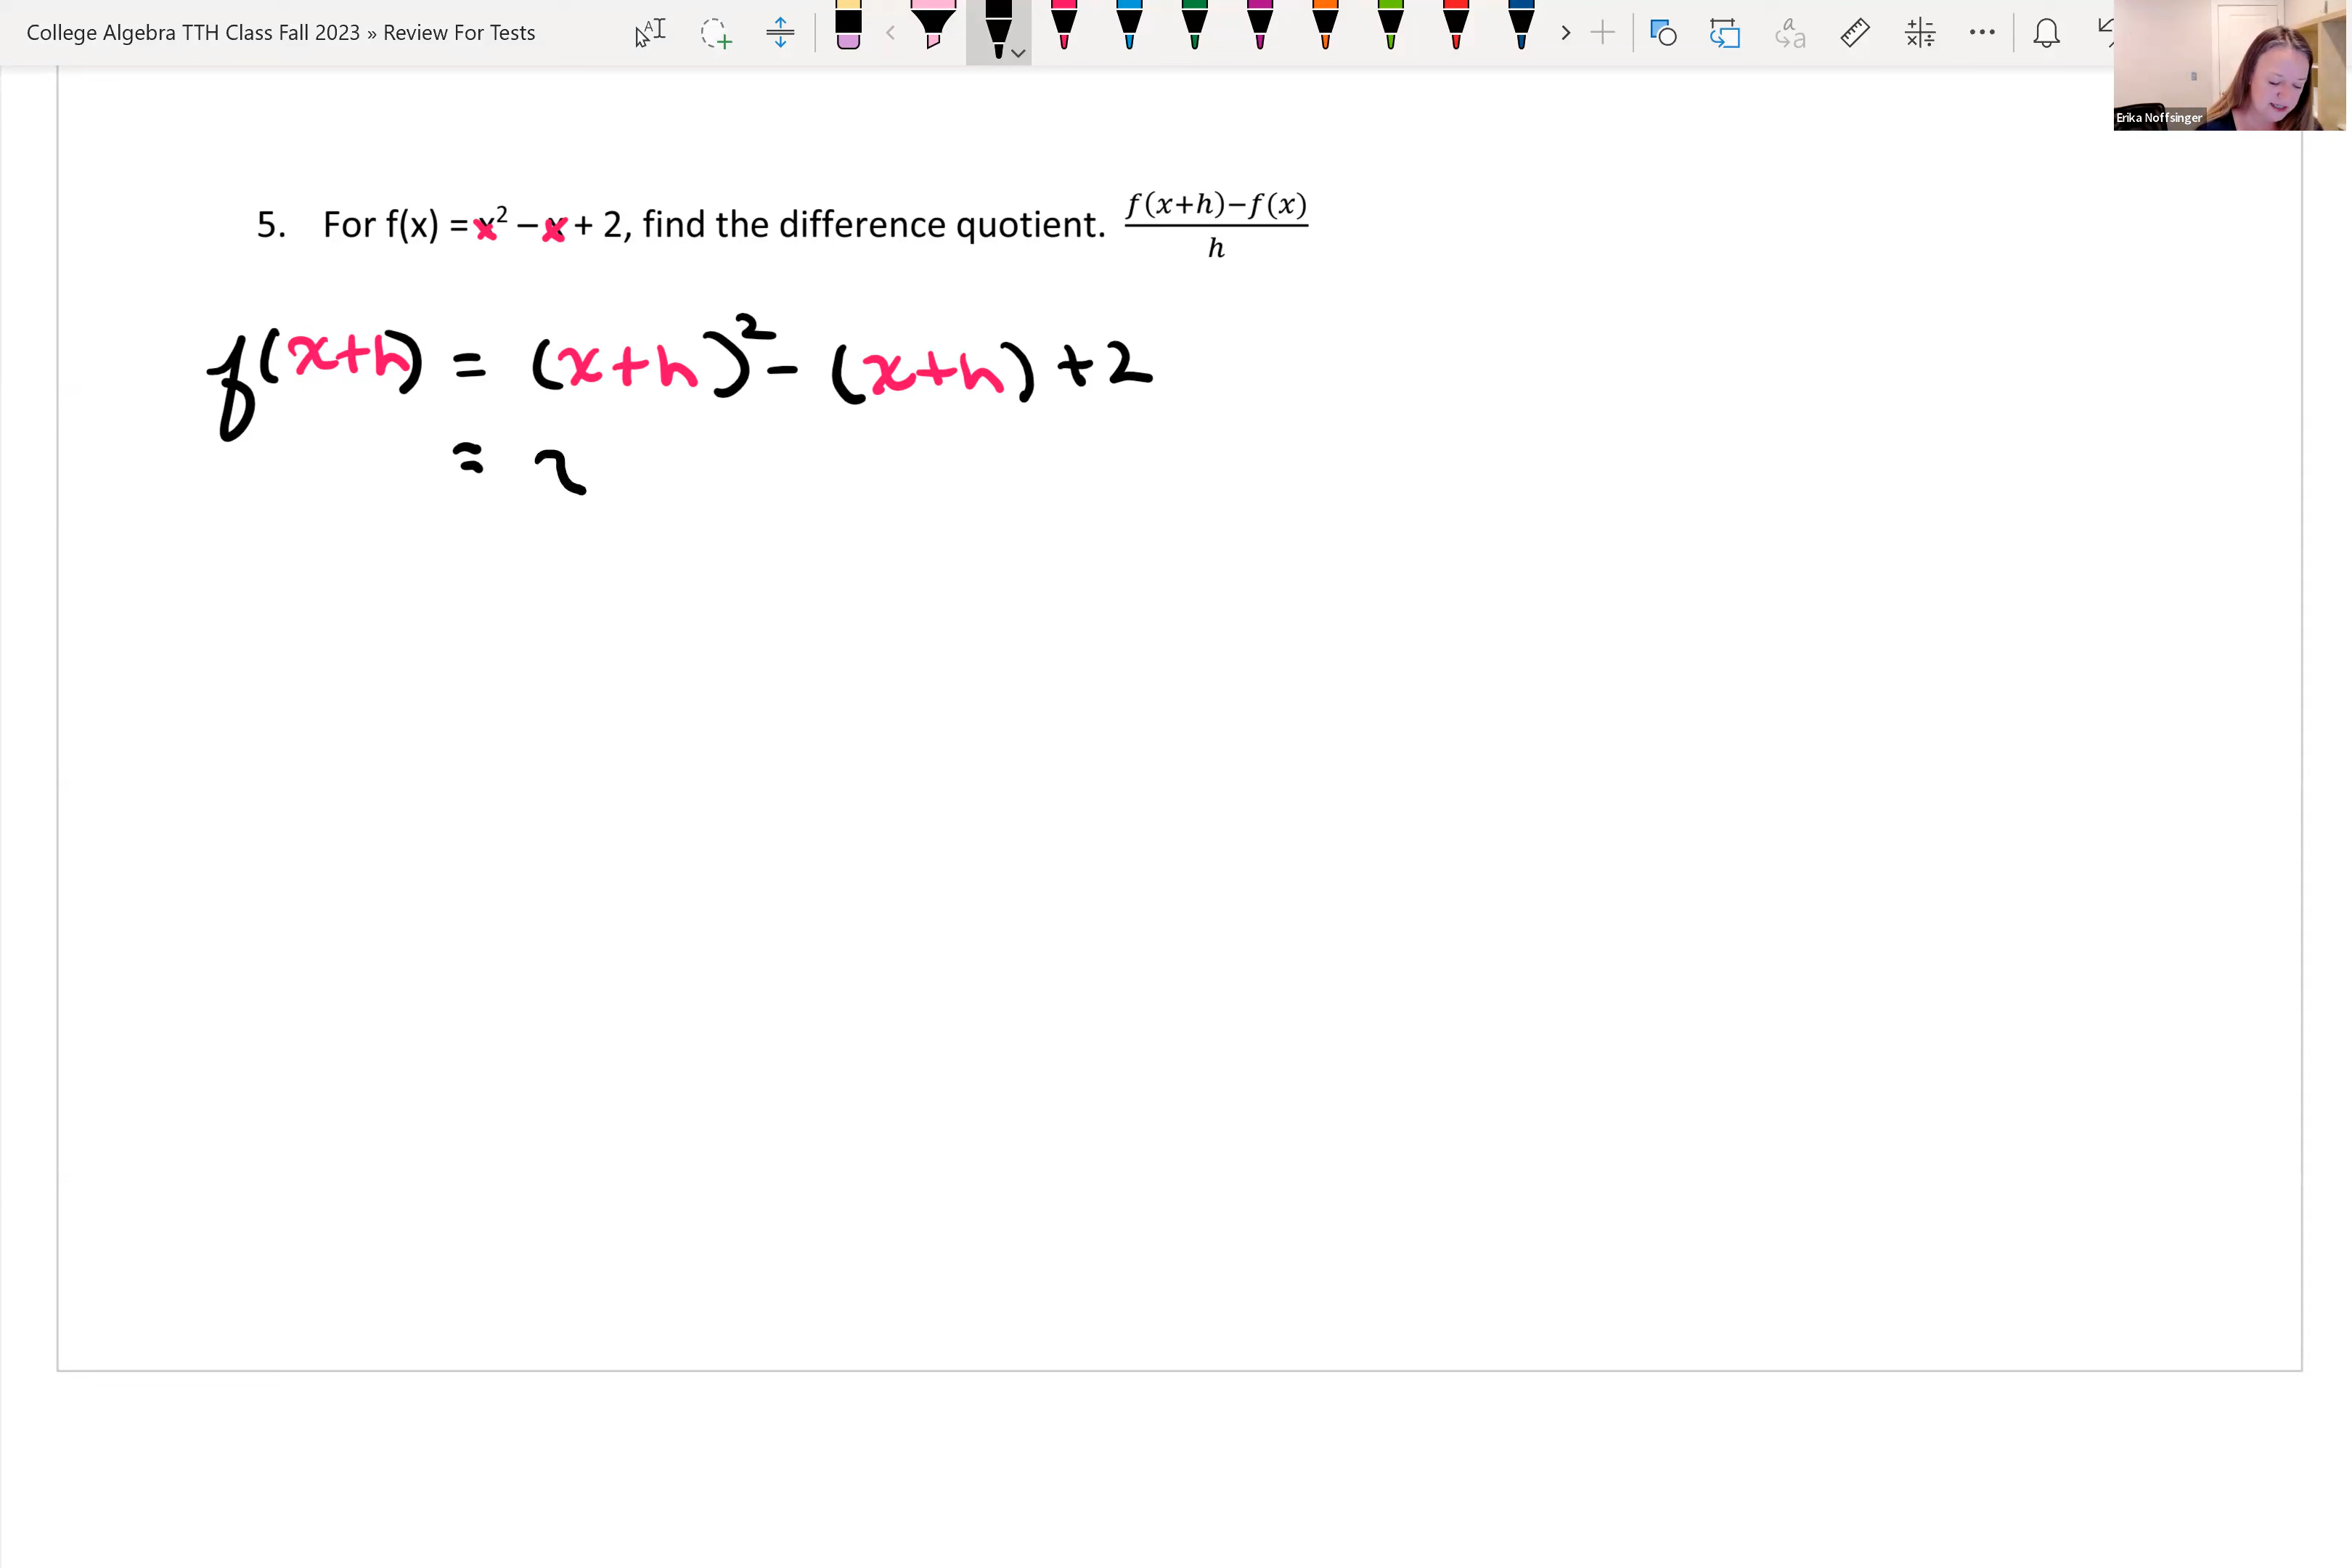 College Algebra TTH Class Fall 2023 » Review For Tests
Erika Noffsinger
5. For f(x) = x² − x + 2, find the difference quotient. \frac{f(x+h)−f(x)}{h}
f(x+h) = (x+h)² - (x+h) + 2
=